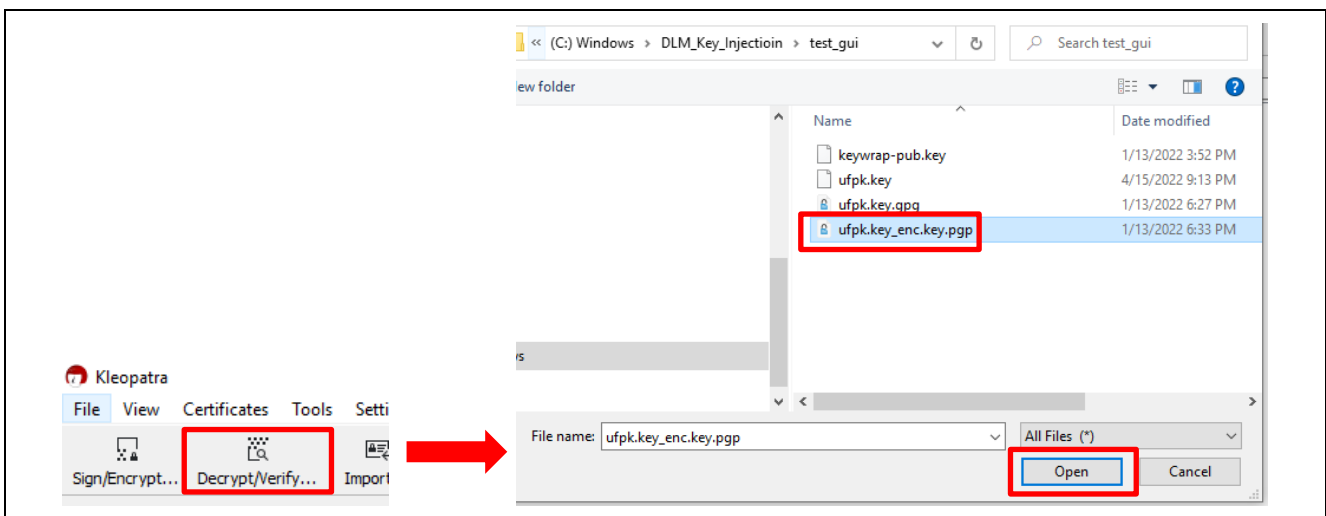 « (C:) Windows › DLM_Key_Injectioin › test_gui
Search test_gui
ew folder
?
Name
Date modified
keywrap-pub.key 1/13/2022 3:52 PM
ufpk.key 4/15/2022 9:13 PM
ufpk.key.gpg 1/13/2022 6:27 PM
ufpk.key_enc.key.pgp 1/13/2022 6:33 PM
/s
Kleopatra
File View Certificates Tools Setti
File name: ufpk.key_enc.key.pgp
All Files (*)
Sign/Encrypt... Decrypt/Verify... Import
Open Cancel